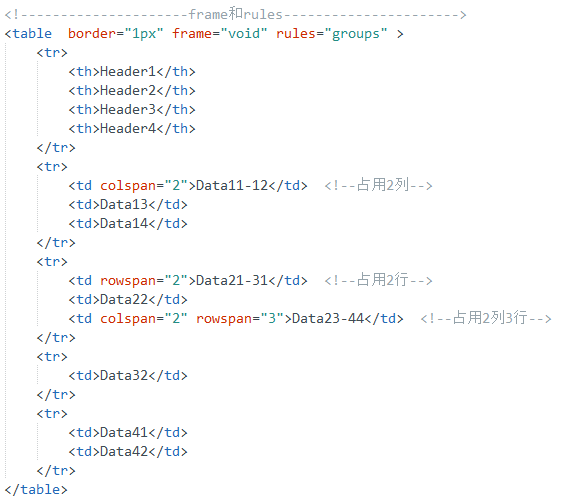 <!---------------------frame和rules---------------------->
<table  border="1px" frame="void" rules="groups" >
    <tr>
        <th>Header1</th>
        <th>Header2</th>
        <th>Header3</th>
        <th>Header4</th>
    </tr>
    <tr>
        <td colspan="2">Data11-12</td>  <!--占用2列-->
        <td>Data13</td>
        <td>Data14</td>
    </tr>
    <tr>
        <td rowspan="2">Data21-31</td>  <!--占用2行-->
        <td>Data22</td>
        <td colspan="2" rowspan="3">Data23-44</td>  <!--占用2列3行-->
    </tr>
    <tr>
        <td>Data32</td>
    </tr>
    <tr>
        <td>Data41</td>
        <td>Data42</td>
    </tr>
</table>